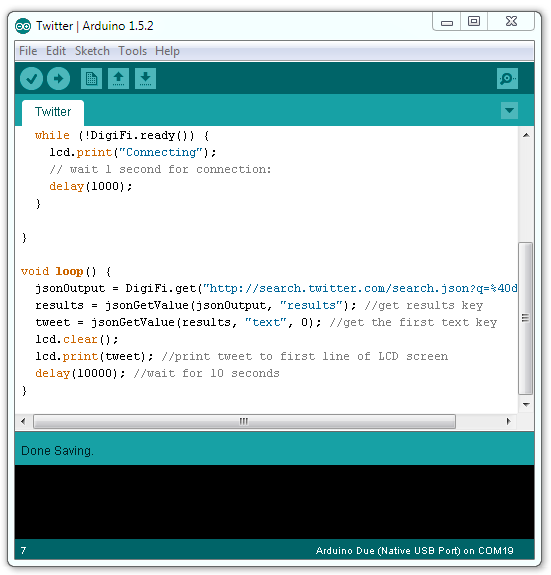 Twitter | Arduino 1.5.2
File Edit Sketch Tools Help
Twitter
while (!DigiFi.ready()) {
lcd.print("Connecting");
// wait 1 second for connection:
delay(1000);
}
}
void loop() {
jsonOutput = DigiFi.get("http://search.twitter.com/search.json?q=%40d
results = jsonGetValue(jsonOutput, "results"); //get results key
tweet = jsonGetValue(results, "text", 0); //get the first text key
lcd.clear();
lcd.print(tweet); //print tweet to first line of LCD screen
delay(10000); //wait for 10 seconds
}
Done Saving.
7 Arduino Due (Native USB Port) on COM19